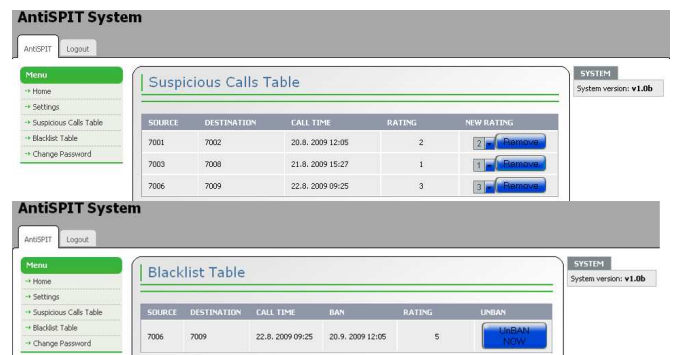 AntiSPIT System
AntiSPIT Logout
Menu
Home
Settings
Suspicious Calls Table
Blacklist Table
Change Password
Suspicious Calls Table
SOURCE DESTINATION CALL TIME RATING NEW RATING
7001 7002 20.8. 2009 12:05 2 2 Remove
7003 7008 21.8. 2009 15:27 1 1 Remove
7006 7009 22.8. 2009 09:25 3 3 Remove
SYSTEM
System version: v1.0b
AntiSPIT System
AntiSPIT Logout
Menu
Home
Settings
Suspicious Calls Table
Blacklist Table
Change Password
Blacklist Table
SOURCE DESTINATION CALL TIME BAN RATING UNBAN
7006 7009 22.8. 2009 09:25 20.9. 2009 12:05 5 UnBAN
NOW
SYSTEM
System version: v1.0b